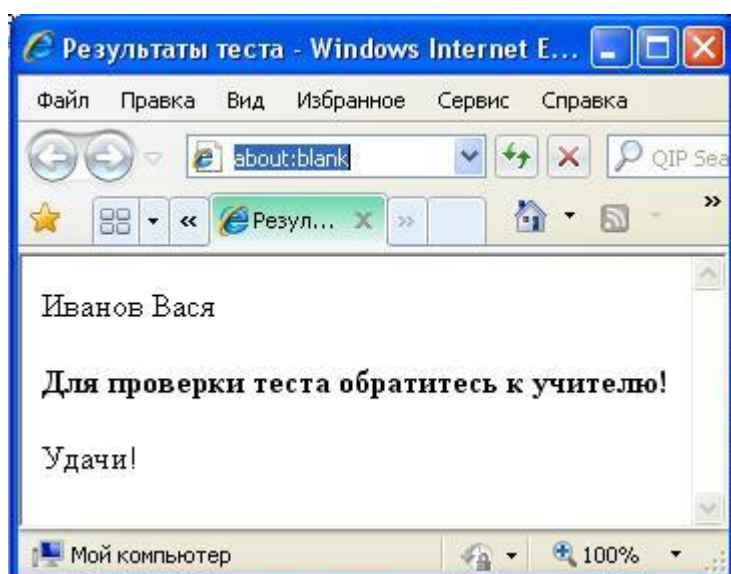 Результаты теста - Windows Internet E...
Файл Правка Вид Избранное Сервис Справка
about:blank QIP Sea
Резул...
Иванов Вася
Для проверки теста обратитесь к учителю!
Удачи!
Мой компьютер 100%